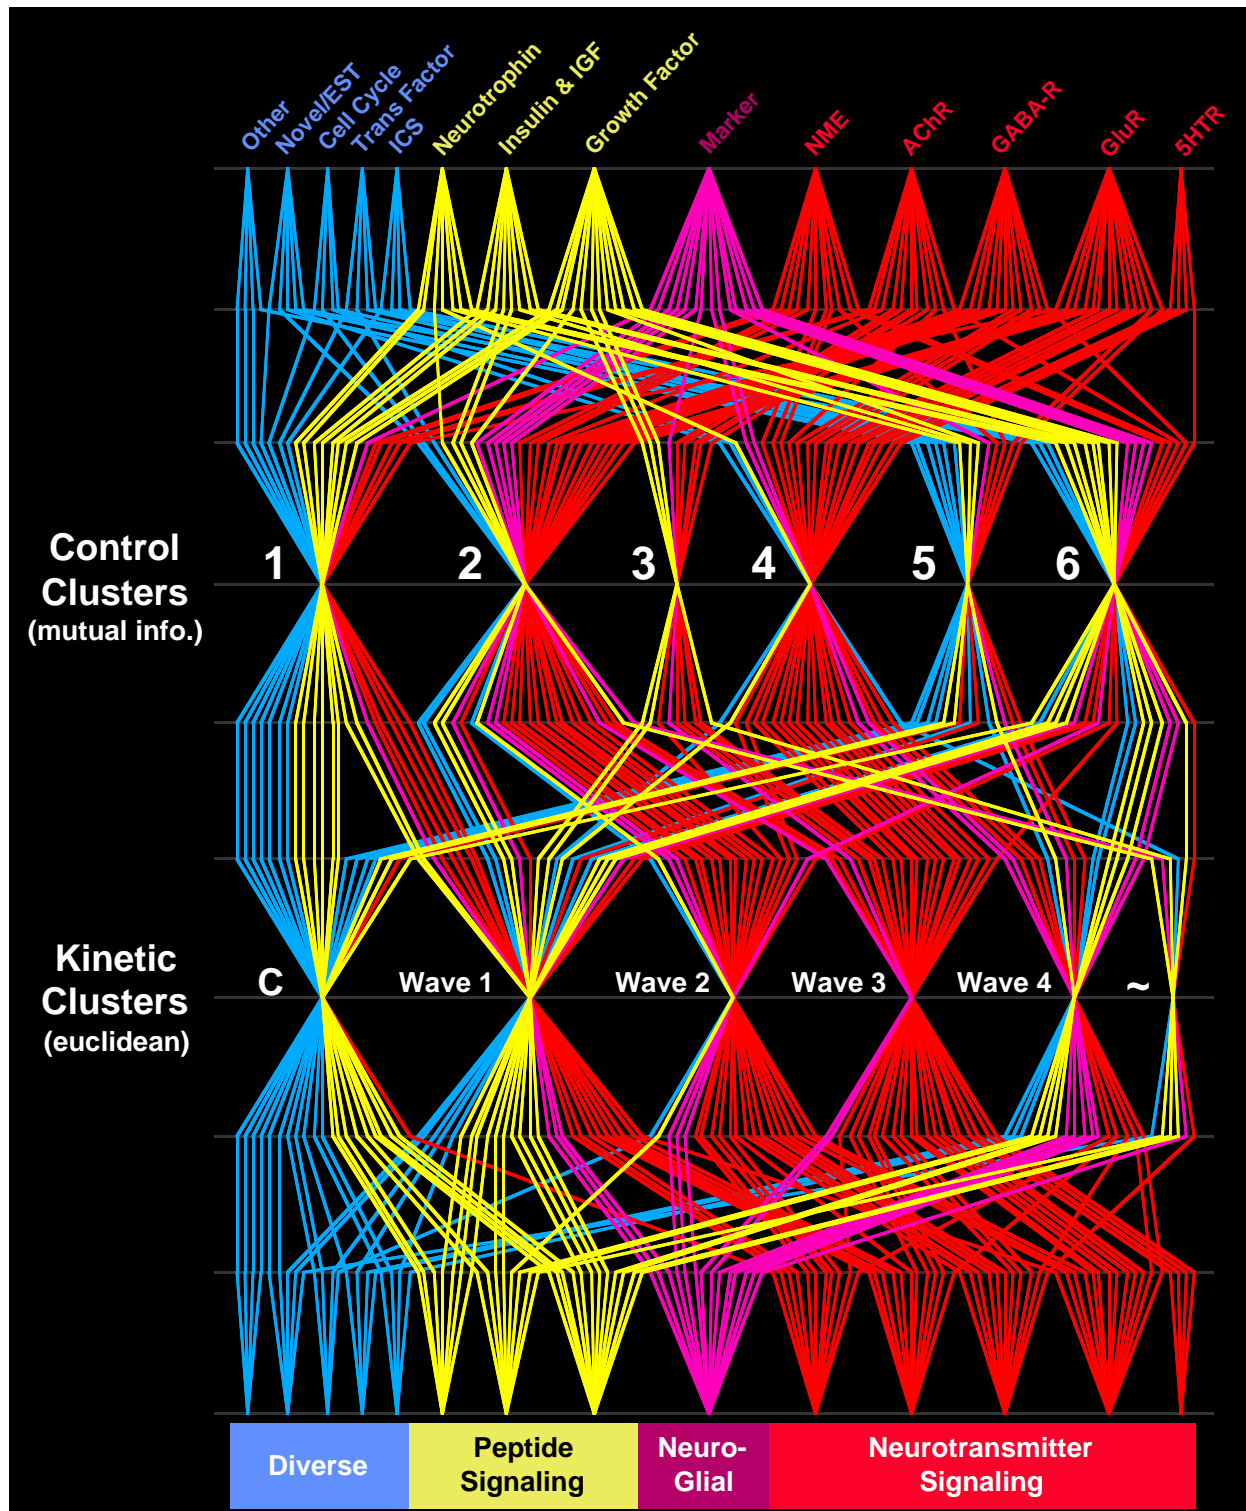 Other
Novel/EST
Cell Cycle
Trans Factor
ICS
Neurotrophin
Insulin & IGF
Growth Factor
Marker
NME
AChR
GABA-R
GluR
5HTR
Control
Clusters
(mutual info.)
1
2
3
4
5
6
Kinetic
Clusters
(euclidean)
C
Wave 1
Wave 2
Wave 3
Wave 4
~
Diverse
Peptide
Signaling
Neuro-
Glial
Neurotransmitter
Signaling